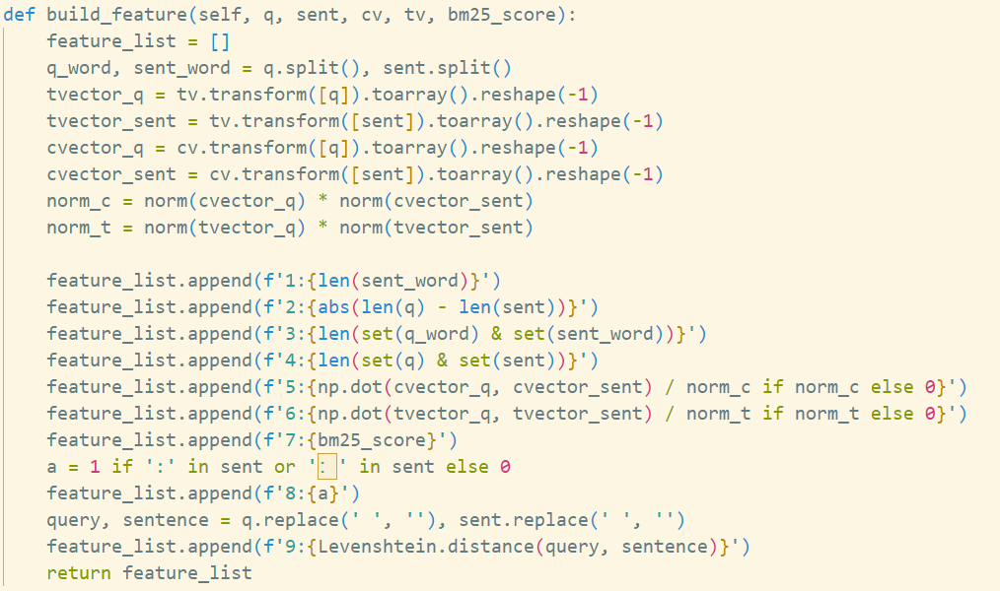 def build_feature(self, q, sent, cv, tv, bm25_score):
    feature_list = []
    q_word, sent_word = q.split(), sent.split()
    tvector_q = tv.transform([q]).toarray().reshape(-1)
    tvector_sent = tv.transform([sent]).toarray().reshape(-1)
    cvector_q = cv.transform([q]).toarray().reshape(-1)
    cvector_sent = cv.transform([sent]).toarray().reshape(-1)
    norm_c = norm(cvector_q) * norm(cvector_sent)
    norm_t = norm(tvector_q) * norm(tvector_sent)

    feature_list.append(f'1:{len(sent_word)}')
    feature_list.append(f'2:{abs(len(q) - len(sent))}')
    feature_list.append(f'3:{len(set(q_word) & set(sent_word))}')
    feature_list.append(f'4:{len(set(q) & set(sent))}')
    feature_list.append(f'5:{np.dot(cvector_q, cvector_sent) / norm_c if norm_c else 0}')
    feature_list.append(f'6:{np.dot(tvector_q, tvector_sent) / norm_t if norm_t else 0}')
    feature_list.append(f'7:{bm25_score}')
    a = 1 if ':' in sent or '：' in sent else 0
    feature_list.append(f'8:{a}')
    query, sentence = q.replace(' ', ''), sent.replace(' ', '')
    feature_list.append(f'9:{Levenshtein.distance(query, sentence)}')
    return feature_list